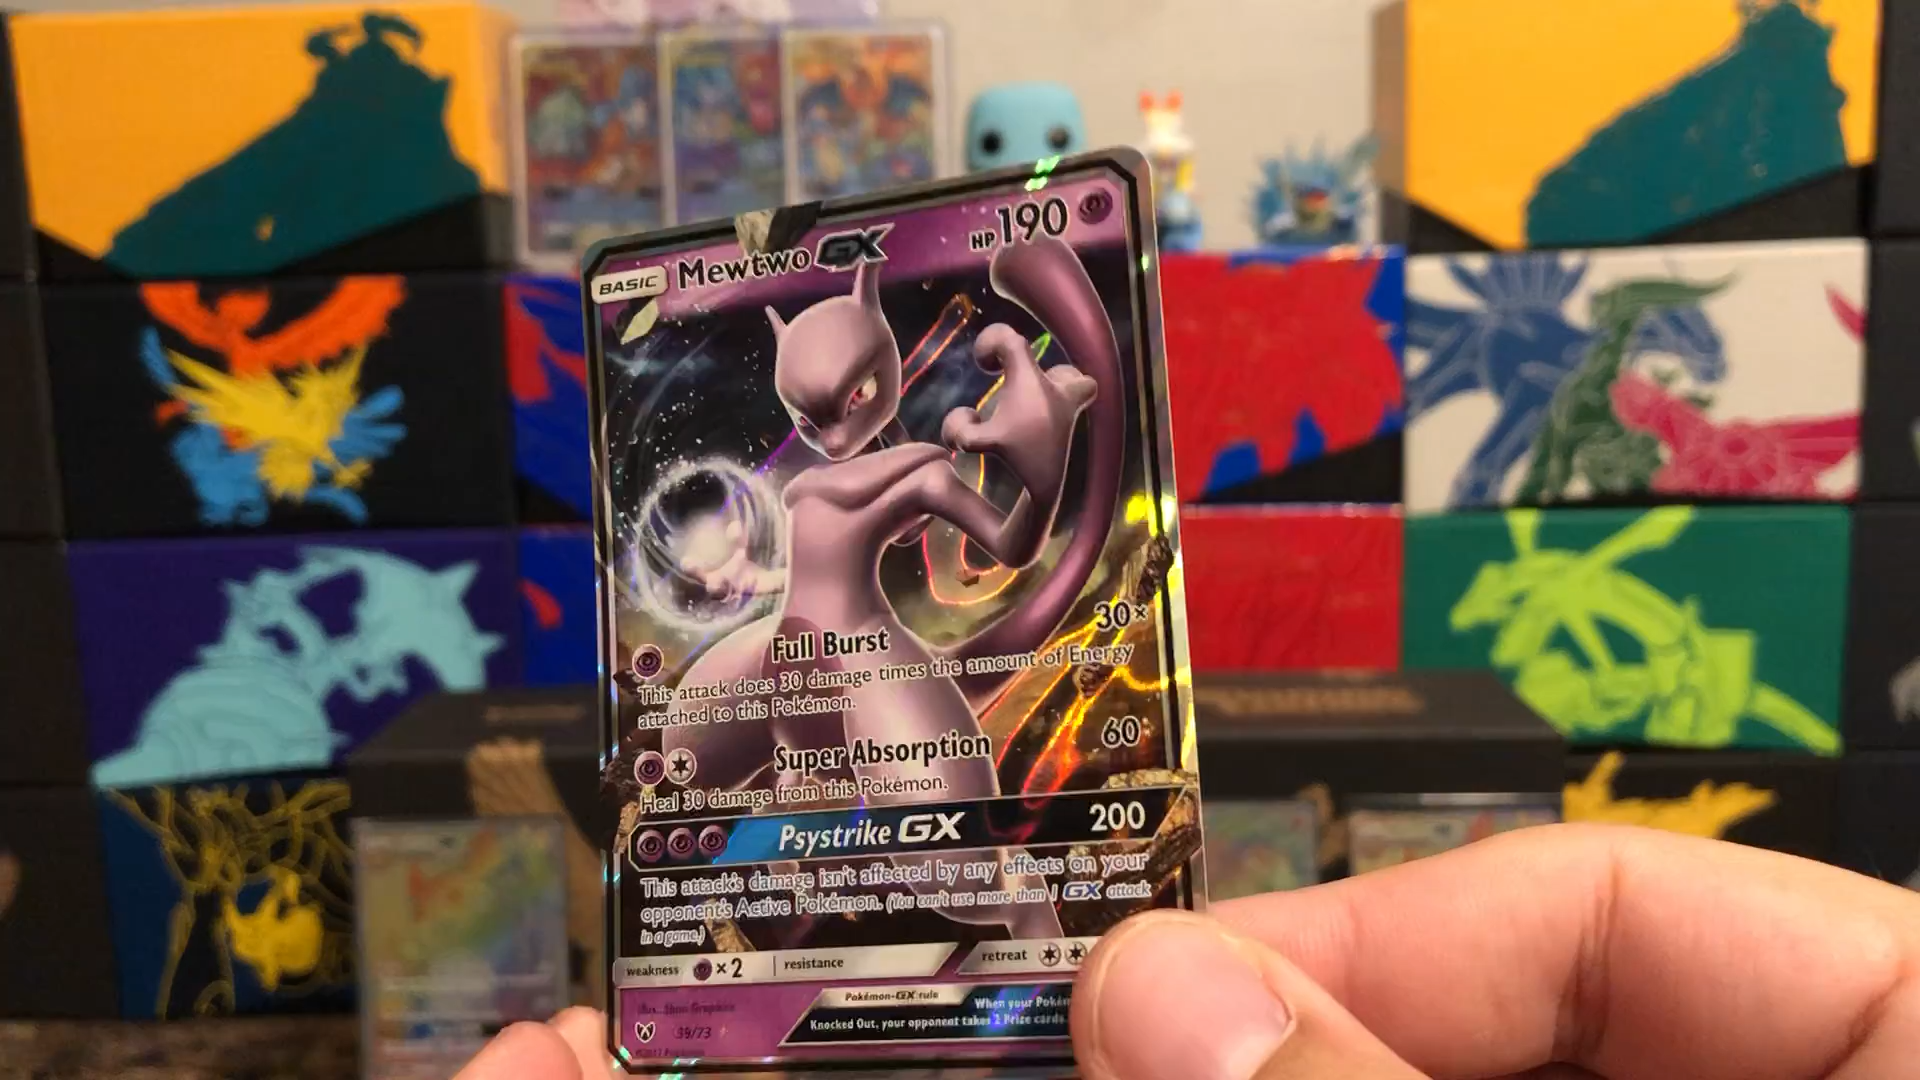 BASIC Mewtwo GX HP 190
Full Burst 30×
This attack does 30 damage times the amount of Energy
attached to this Pokémon.
Super Absorption 60
Heal 30 damage from this Pokémon.
Psystrike GX 200
This attack's damage isn't affected by any effects on your
opponent's Active Pokémon. (You can't use more than 1 GX attack
in a game.)
weakness ×2 resistance retreat
Pokémon-GX rule When your Pokém
Knocked Out, your opponent takes 2 Prize cards.
39/73
©2017 Pokémon